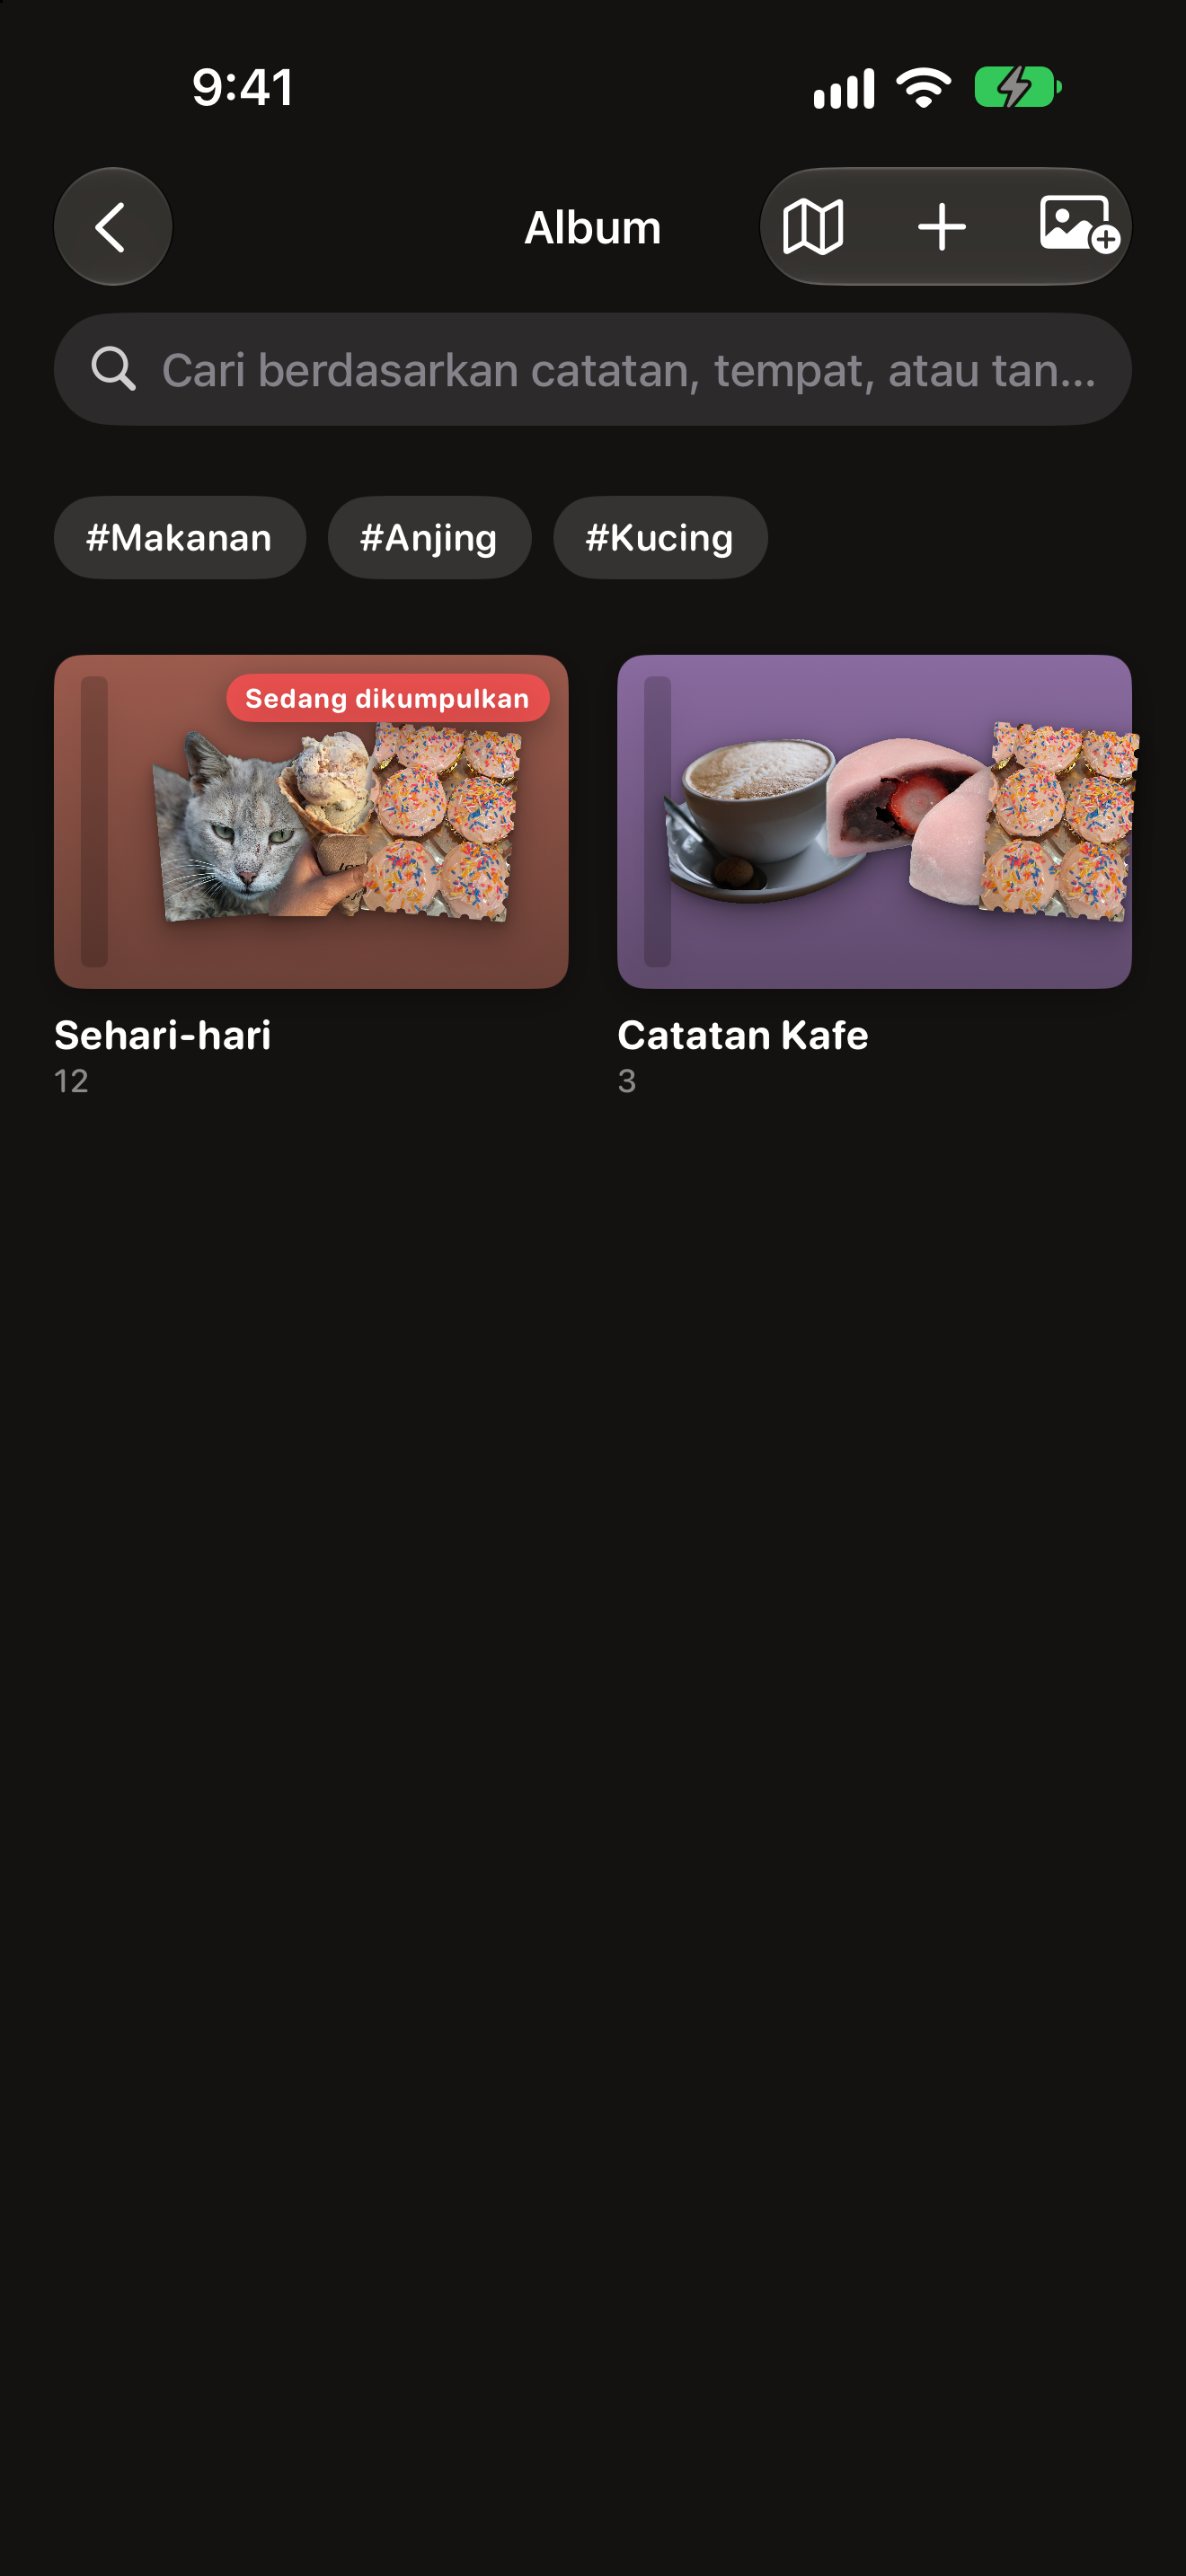 9:41
Album
Cari berdasarkan catatan, tempat, atau tan...
#Makanan
#Anjing
#Kucing
Sedang dikumpulkan
Sehari-hari
12
Catatan Kafe
3